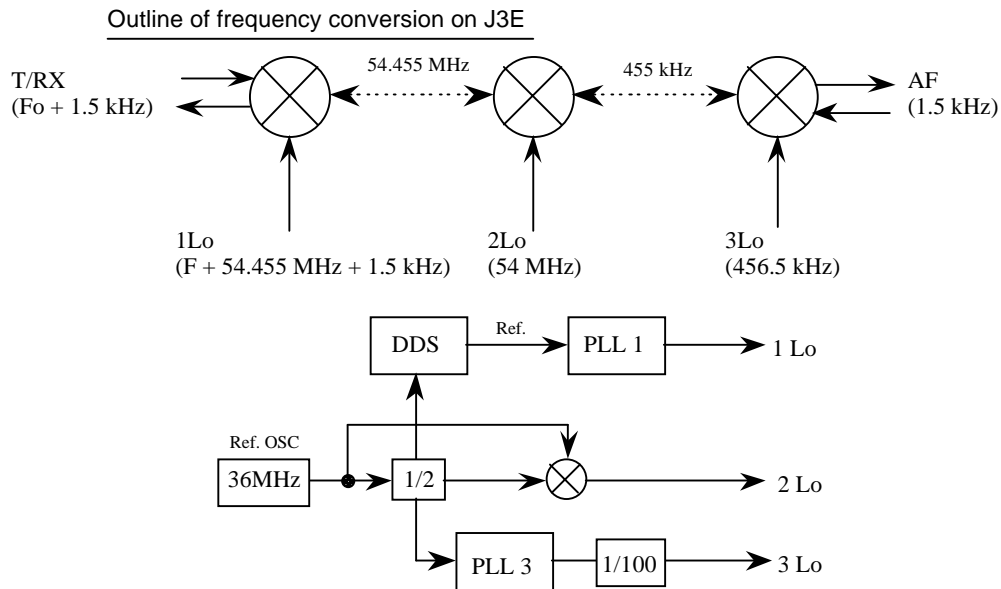 Outline of frequency conversion on J3E
T/RX
(Fo + 1.5 kHz)
54.455 MHz
455 kHz
AF
(1.5 kHz)
1Lo
(F + 54.455 MHz + 1.5 kHz)
2Lo
(54 MHz)
3Lo
(456.5 kHz)
DDS
Ref.
PLL 1
1 Lo
Ref. OSC
36MHz
1/2
2 Lo
PLL 3
1/100
3 Lo